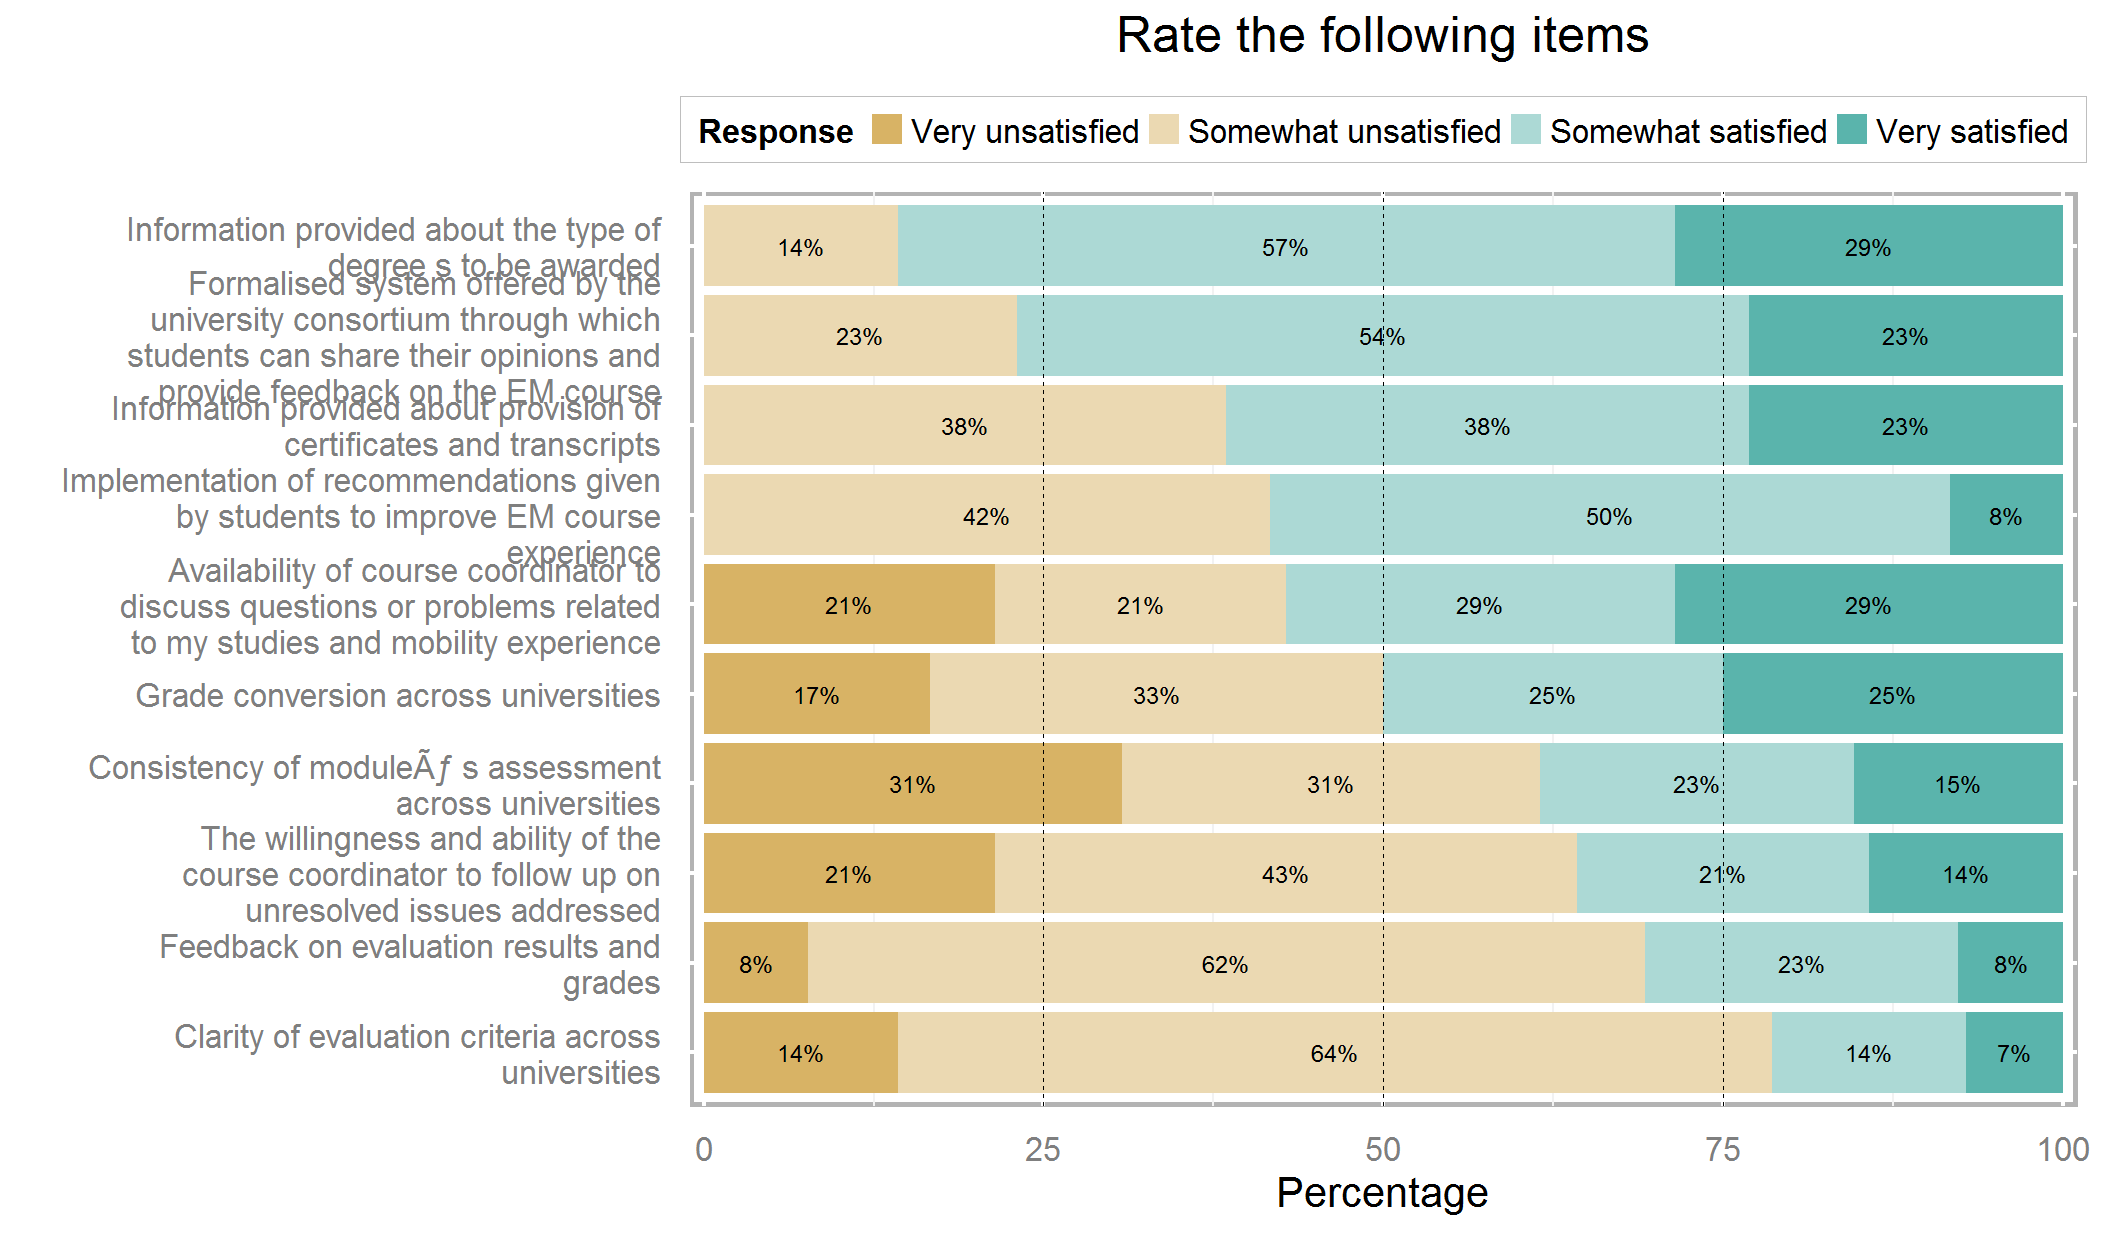 Rate the following items
Response Very unsatisfied Somewhat unsatisfied Somewhat satisfied Very satisfied
Information provided about the type of
degree s to be awarded
14% 57% 29%
Formalised system offered by the
university consortium through which
students can share their opinions and
provide feedback on the EM course
23% 54% 23%
Information provided about provision of
certificates and transcripts
38% 38% 23%
Implementation of recommendations given
by students to improve EM course
experience
42% 50% 8%
Availability of course coordinator to
discuss questions or problems related
to my studies and mobility experience
21% 21% 29% 29%
Grade conversion across universities
17% 33% 25% 25%
Consistency of moduleÃƒ s assessment
across universities
31% 31% 23% 15%
The willingness and ability of the
course coordinator to follow up on
unresolved issues addressed
21% 43% 21% 14%
Feedback on evaluation results and
grades
8% 62% 23% 8%
Clarity of evaluation criteria across
universities
14% 64% 14% 7%
0 25 50 75 100
Percentage